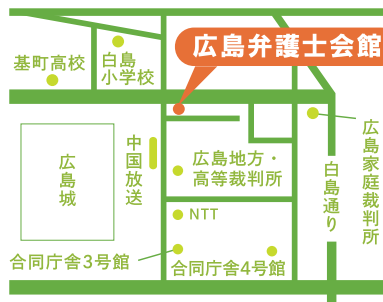 広島弁護士会館
基町高校
白島
小学校
広島城
中国放送
広島地方・
高等裁判所
広島家庭裁判所
白島通り
NTT
合同庁舎3号館
合同庁舎4号館